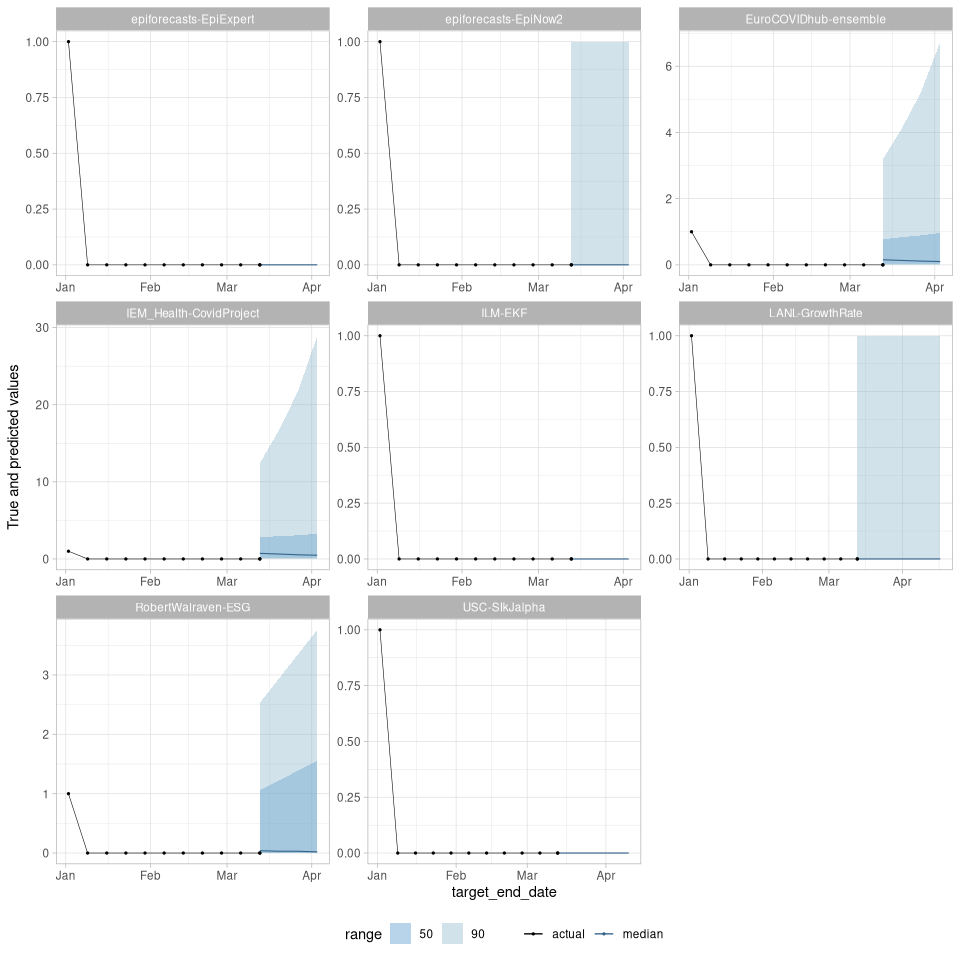 epiforecasts-EpiExpert
epiforecasts-EpiNow2
EuroCOVIDhub-ensemble
1.00
0.75
0.50
0.25
0.00
Jan Feb Mar Apr
1.00
0.75
0.50
0.25
0.00
Jan Feb Mar Apr
6
4
2
0
Jan Feb Mar Apr
IEM_Health-CovidProject
ILM-EKF
LANL-GrowthRate
30
20
10
0
Jan Feb Mar Apr
1.00
0.75
0.50
0.25
0.00
Jan Feb Mar Apr
1.00
0.75
0.50
0.25
0.00
Jan Feb Mar Apr
RobertWalraven-ESG
USC-SIkJalpha
3
2
1
0
Jan Feb Mar Apr
1.00
0.75
0.50
0.25
0.00
Jan Feb Mar Apr
True and predicted values
target_end_date
range 50 90 actual median